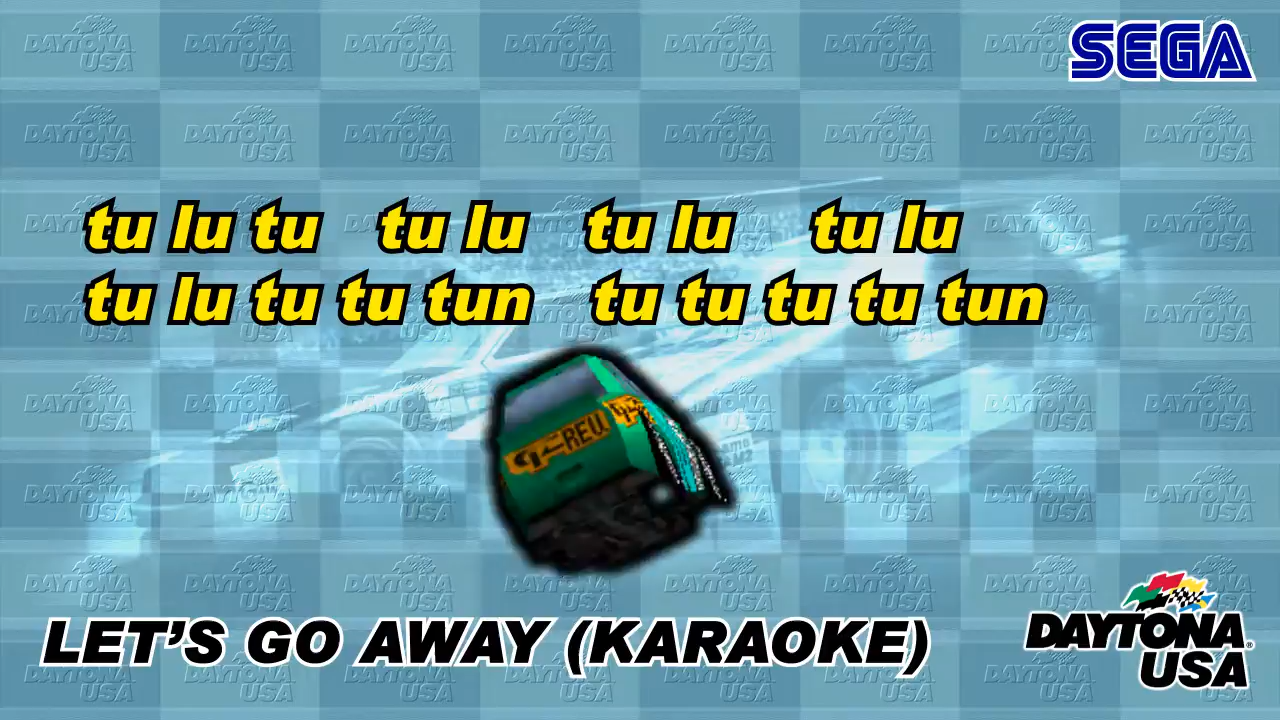 SEGA
tu lu tu tu lu tu lu tu lu
tu lu tu tu tun tu tu tu tu tun
LET'S GO AWAY (KARAOKE)
DAYTONA
USA